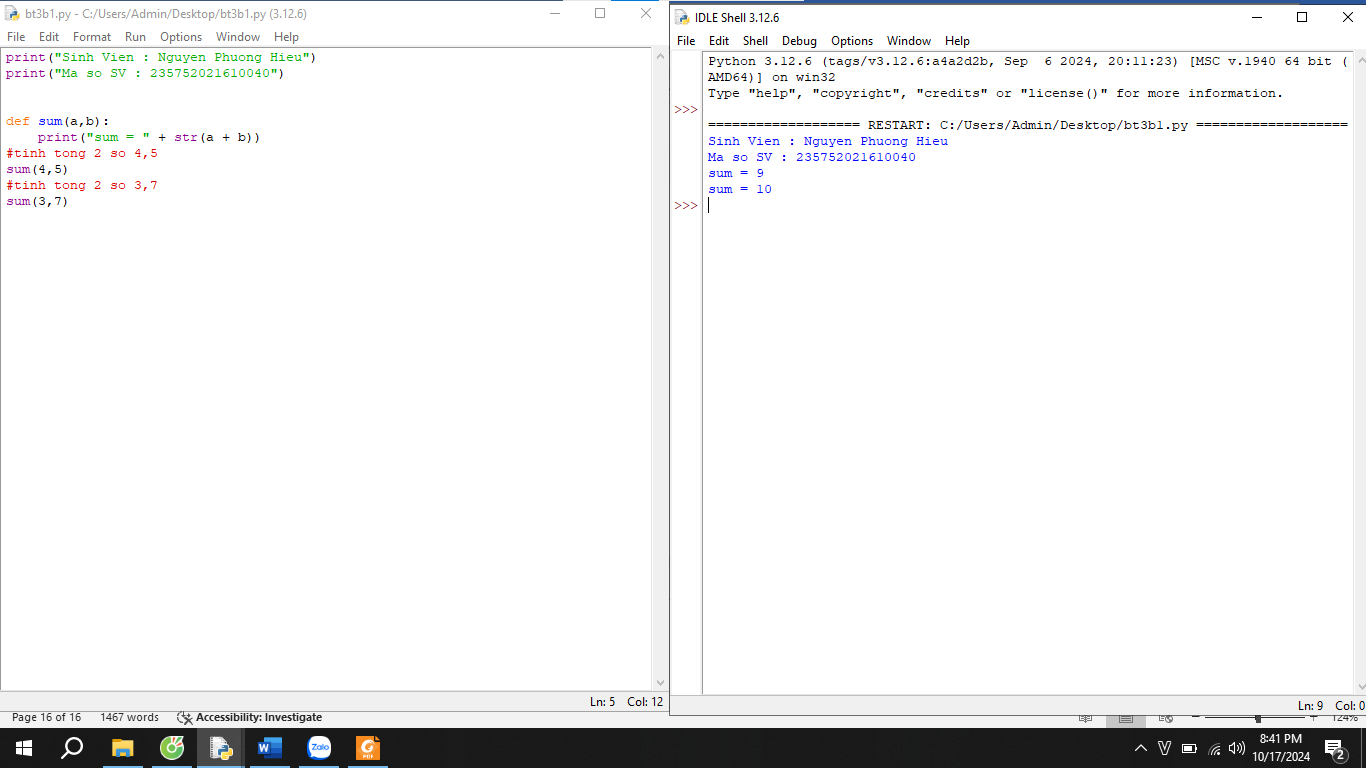 bt3b1.py - C:/Users/Admin/Desktop/bt3b1.py (3.12.6)
File Edit Format Run Options Window Help
print("Sinh Vien : Nguyen Phuong Hieu")
print("Ma so SV : 235752021610040")
def sum(a,b):
    print("sum = " + str(a + b))
#tinh tong 2 so 4,5
sum(4,5)
#tinh tong 2 so 3,7
sum(3,7)
Ln: 5 Col: 12
IDLE Shell 3.12.6
File Edit Shell Debug Options Window Help
Python 3.12.6 (tags/v3.12.6:a4a2d2b, Sep  6 2024, 20:11:23) [MSC v.1940 64 bit (
AMD64)] on win32
Type "help", "copyright", "credits" or "license()" for more information.
>>>
=================== RESTART: C:/Users/Admin/Desktop/bt3b1.py ===================
Sinh Vien : Nguyen Phuong Hieu
Ma so SV : 235752021610040
sum = 9
sum = 10
>>>
Ln: 9 Col: 0
Page 16 of 16 1467 words Accessibility: Investigate
124%
Zalo
PDF
8:41 PM
10/17/2024
2